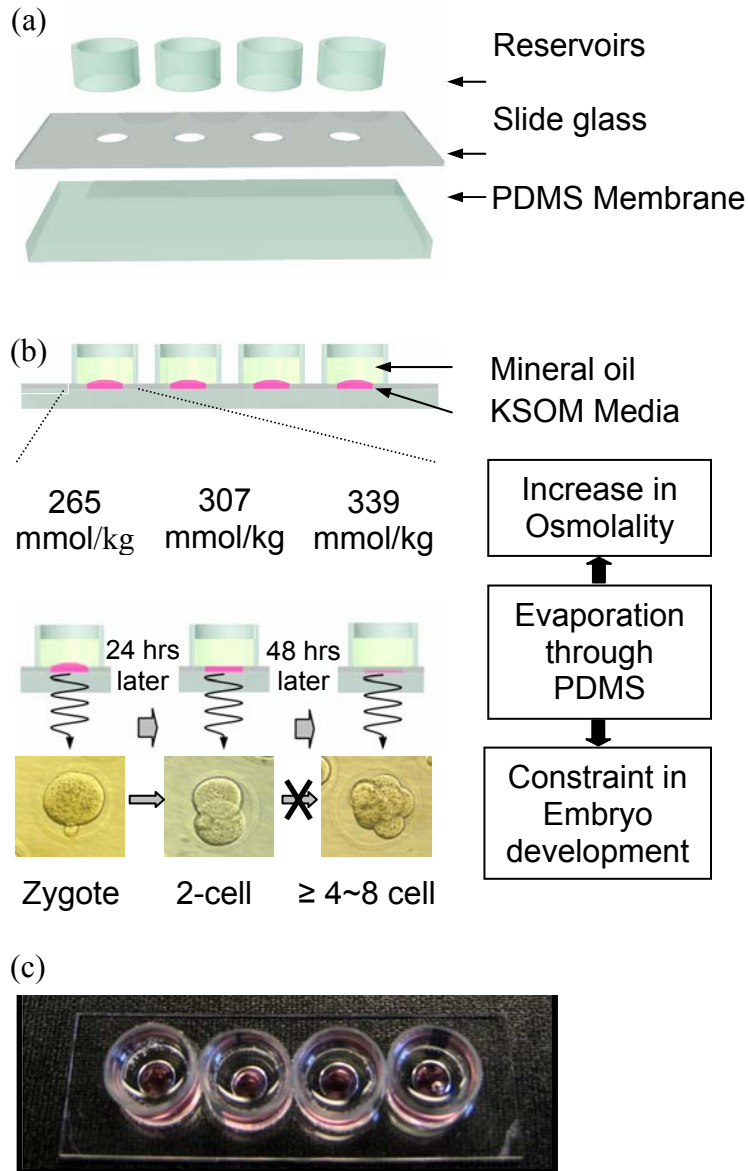 (a)
Reservoirs
Slide glass
PDMS Membrane
(b)
Mineral oil
KSOM Media
265
mmol/kg
307
mmol/kg
339
mmol/kg
Increase in
Osmolality
Evaporation
through
PDMS
Constraint in
Embryo
development
24 hrs
later
48 hrs
later
Zygote
2-cell
≥ 4~8 cell
(c)